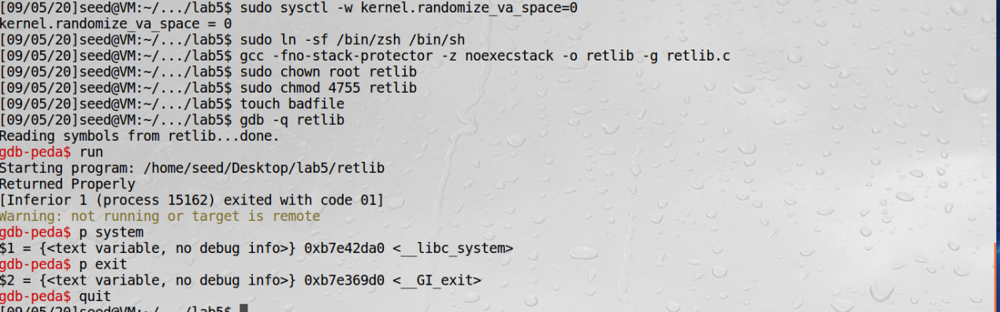 [09/05/20]seed@VM:~/.../lab5$ sudo sysctl -w kernel.randomize_va_space=0
kernel.randomize_va_space = 0
[09/05/20]seed@VM:~/.../lab5$ sudo ln -sf /bin/zsh /bin/sh
[09/05/20]seed@VM:~/.../lab5$ gcc -fno-stack-protector -z noexecstack -o retlib -g retlib.c
[09/05/20]seed@VM:~/.../lab5$ sudo chown root retlib
[09/05/20]seed@VM:~/.../lab5$ sudo chmod 4755 retlib
[09/05/20]seed@VM:~/.../lab5$ touch badfile
[09/05/20]seed@VM:~/.../lab5$ gdb -q retlib
Reading symbols from retlib...done.
gdb-peda$ run
Starting program: /home/seed/Desktop/lab5/retlib
Returned Properly
[Inferior 1 (process 15162) exited with code 01]
Warning: not running or target is remote
gdb-peda$ p system
$1 = {<text variable, no debug info>} 0xb7e42da0 <__libc_system>
gdb-peda$ p exit
$2 = {<text variable, no debug info>} 0xb7e369d0 <__GI_exit>
gdb-peda$ quit
[09/05/20]seed@VM:~/.../lab5$